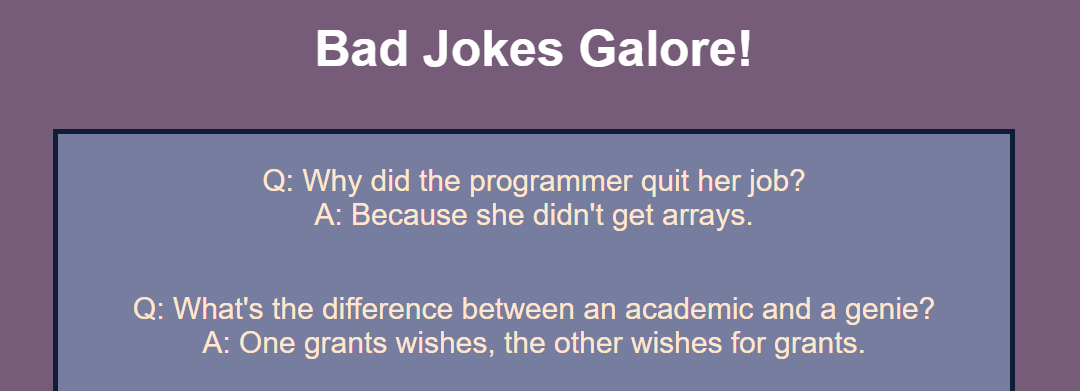 Bad Jokes Galore!
Q: Why did the programmer quit her job?
A: Because she didn't get arrays.
Q: What's the difference between an academic and a genie?
A: One grants wishes, the other wishes for grants.